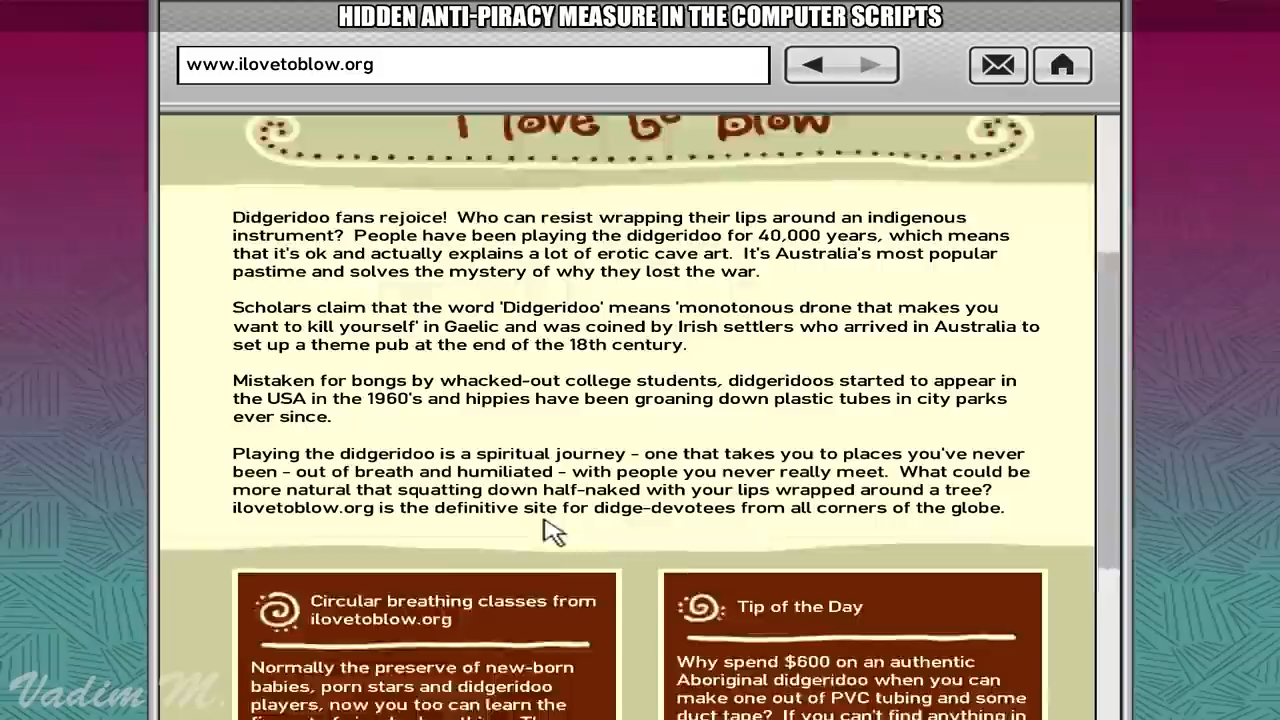 HIDDEN ANTI-PIRACY MEASURE IN THE COMPUTER SCRIPTS
www.ilovetoblow.org
I love to blow
Didgeridoo fans rejoice! Who can resist wrapping their lips around an indigenous
instrument? People have been playing the didgeridoo for 40,000 years, which means
that it's ok and actually explains a lot of erotic cave art. It's Australia's most popular
pastime and solves the mystery of why they lost the war.
Scholars claim that the word 'Didgeridoo' means 'monotonous drone that makes you
want to kill yourself' in Gaelic and was coined by Irish settlers who arrived in Australia to
set up a theme pub at the end of the 18th century.
Mistaken for bongs by whacked-out college students, didgeridoos started to appear in
the USA in the 1960's and hippies have been groaning down plastic tubes in city parks
ever since.
Playing the didgeridoo is a spiritual journey - one that takes you to places you've never
been - out of breath and humiliated - with people you never really meet. What could be
more natural that squatting down half-naked with your lips wrapped around a tree?
ilovetoblow.org is the definitive site for didge-devotees from all corners of the globe.
Circular breathing classes from
ilovetoblow.org
Normally the preserve of new-born
babies, porn stars and didgeridoo
players, now you too can learn the
Tip of the Day
Why spend $600 on an authentic
Aboriginal didgeridoo when you can
make one out of PVC tubing and some
duct tape? If you can't find anything in
Vadim M.